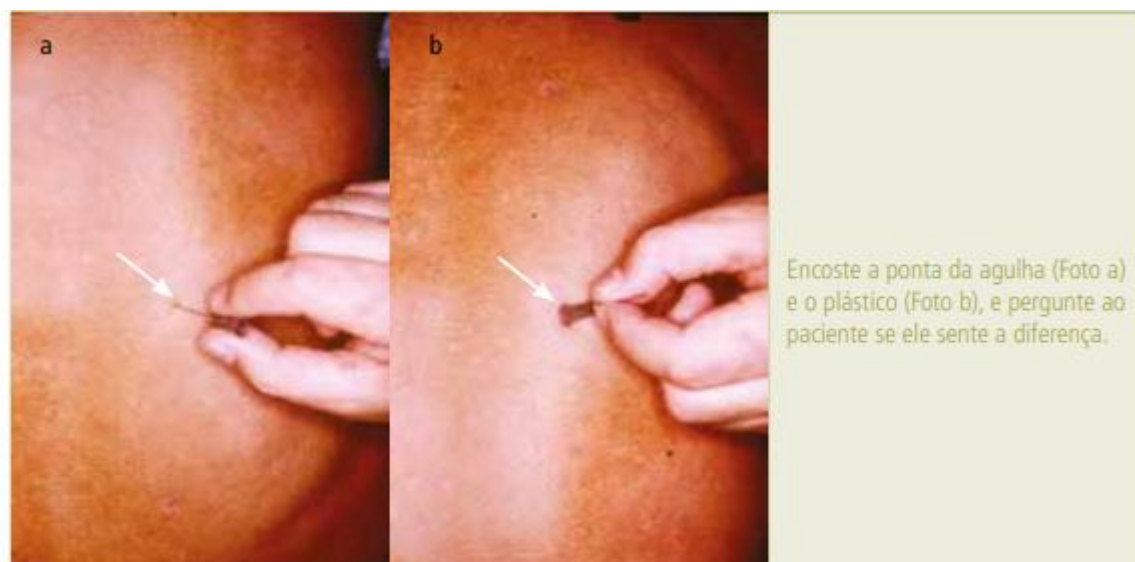 a
b
Encoste a ponta da agulha (Foto a)
e o plástico (Foto b), e pergunte ao
paciente se ele sente a diferença.